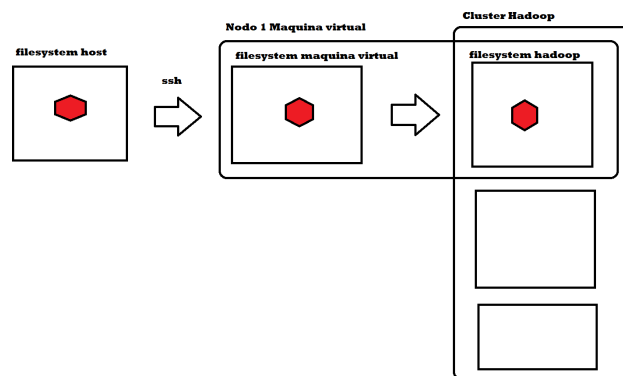 Cluster Hadoop
Nodo 1 Maquina virtual
filesystem host
filesystem maquina virtual
filesystem hadoop
ssh